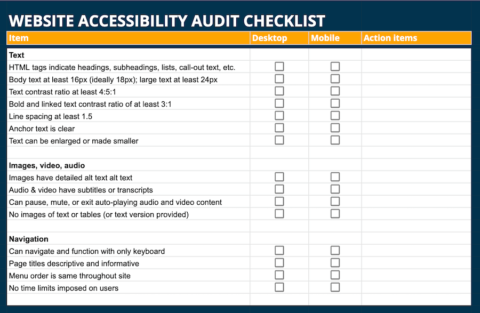 WEBSITE ACCESSIBILITY AUDIT CHECKLIST
Item Desktop Mobile Action Items
Text
HTML tags indicate headings, subheadings, lists, call-out text, etc.
Body text at least 16px (ideally 18px); large text at least 24px
Text contrast ratio at least 4:5:1
Bold and linked text contrast ratio of at least 3:1
Line spacing at least 1.5
Anchor text is clear
Text can be enlarged or made smaller
Images, video, audio
Images have detailed alt text alt text
Audio & video have subtitles or transcripts
Can pause, mute, or exit auto-playing audio and video content
No images of text or tables (or text version provided)
Navigation
Can navigate and function with only keyboard
Page titles descriptive and informative
Menu order is same throughout site
No time limits imposed on users